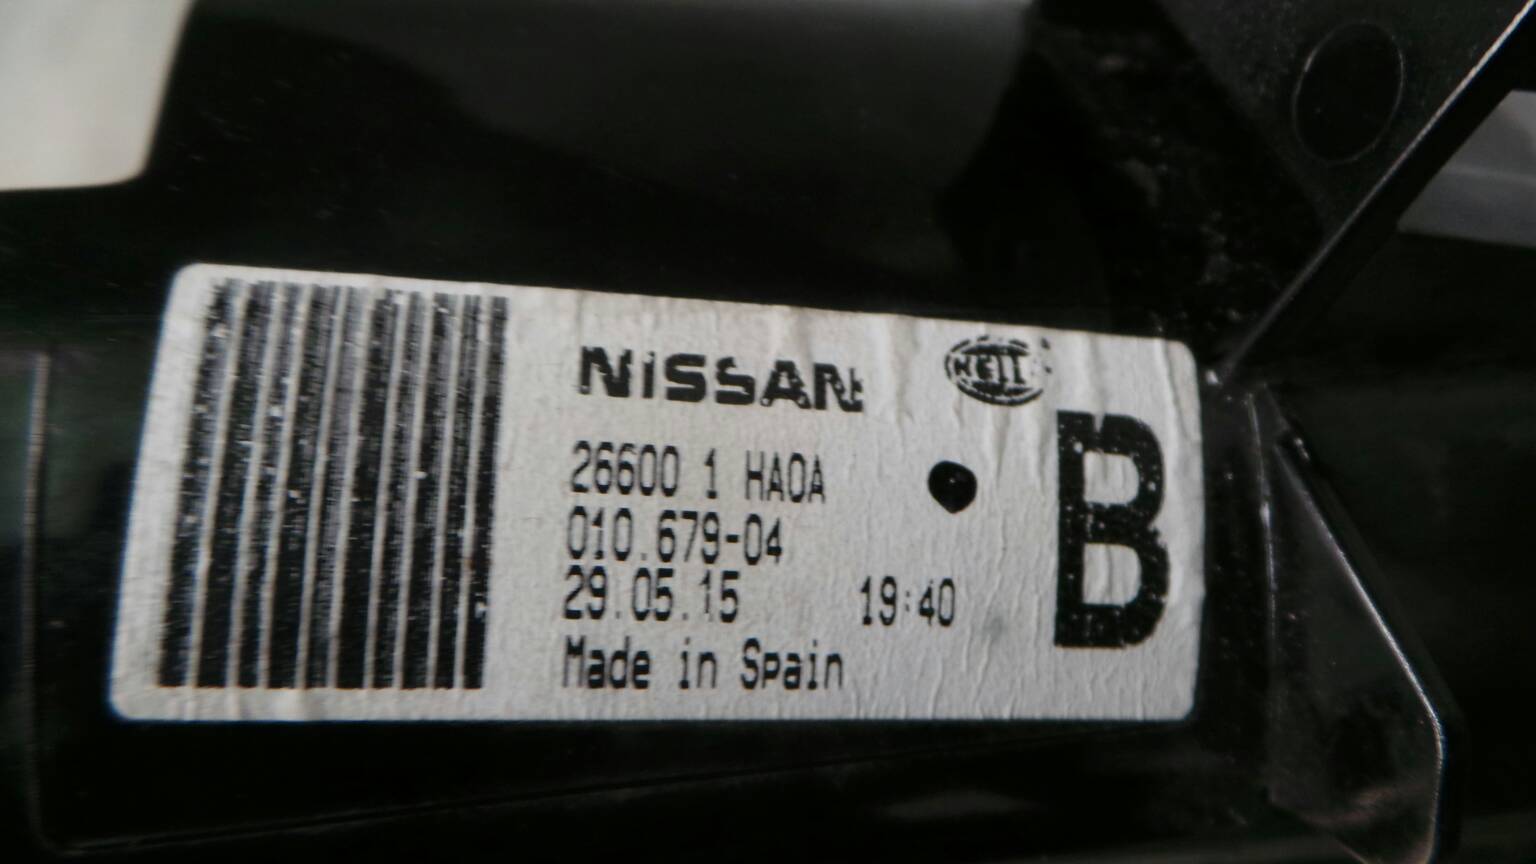 NISSAN
HELLA
B
26600 1 HA0A
010.679-04
29.05.15 19:40
Made in Spain